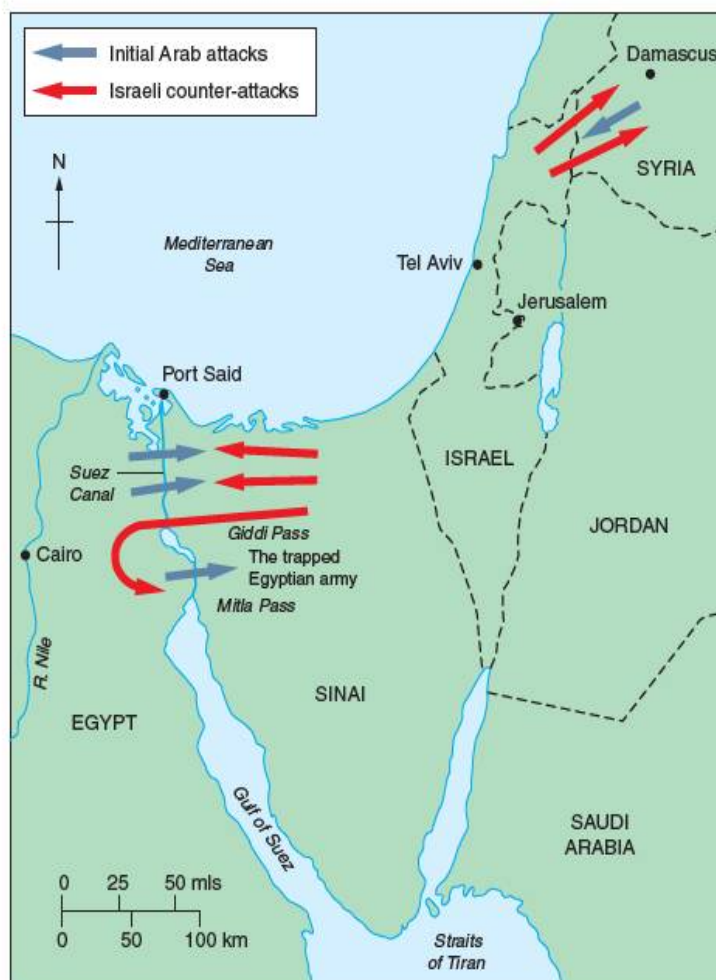 Initial Arab attacks
Israeli counter-attacks
Damascus
N
SYRIA
Mediterranean
Sea
Tel Aviv
Jerusalem
Port Said
ISRAEL
Suez
Canal
JORDAN
Giddi Pass
Cairo
The trapped
Egyptian army
Mitla Pass
R. Nile
SINAI
EGYPT
Gulf of Suez
SAUDI
ARABIA
0 25 50 mls
0 50 100 km
Straits
of Tiran